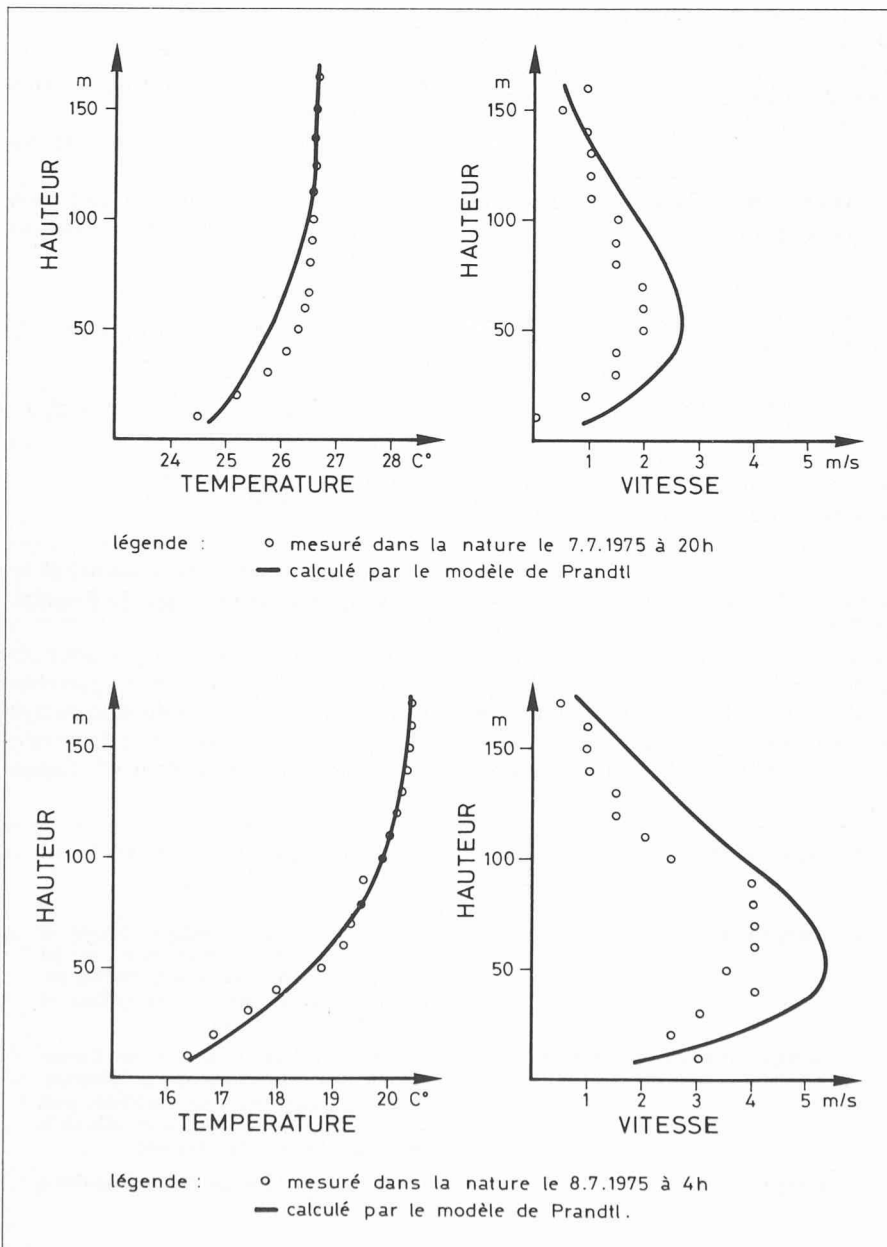 m
150
100
50
HAUTEUR
24 25 26 27 28 C°
TEMPERATURE
m
150
100
50
HAUTEUR
1 2 3 4 5 m/s
VITESSE
légende : o mesuré dans la nature le 7.7.1975 à 20h
calculé par le modèle de Prandtl
m
150
100
50
HAUTEUR
16 17 18 19 20 C°
TEMPERATURE
m
150
100
50
HAUTEUR
1 2 3 4 5 m/s
VITESSE
légende : o mesuré dans la nature le 8.7.1975 à 4h
calculé par le modèle de Prandtl.